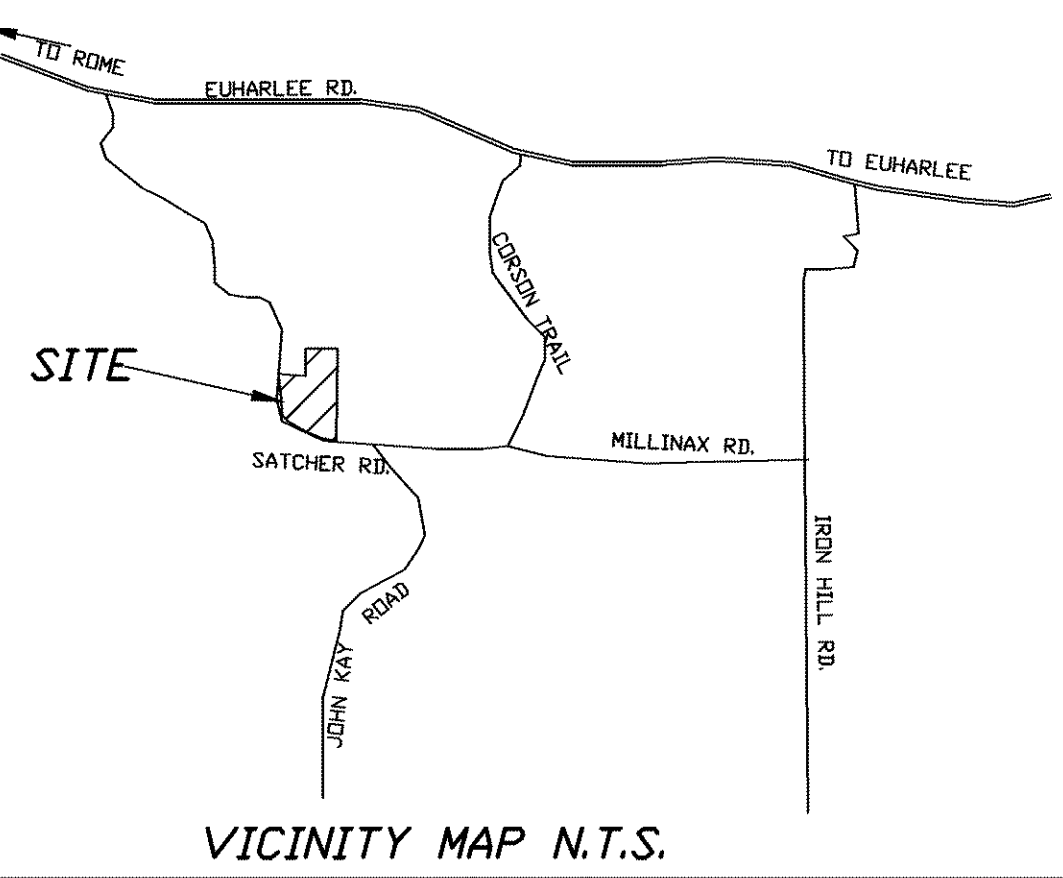 TO ROME
EUHARLEE RD.
TO EUHARLEE
CORSON TRAIL
SITE
MILLINAX RD.
SATCHER RD.
IRON HILL RD.
JOHN KAY ROAD
VICINITY MAP N.T.S.